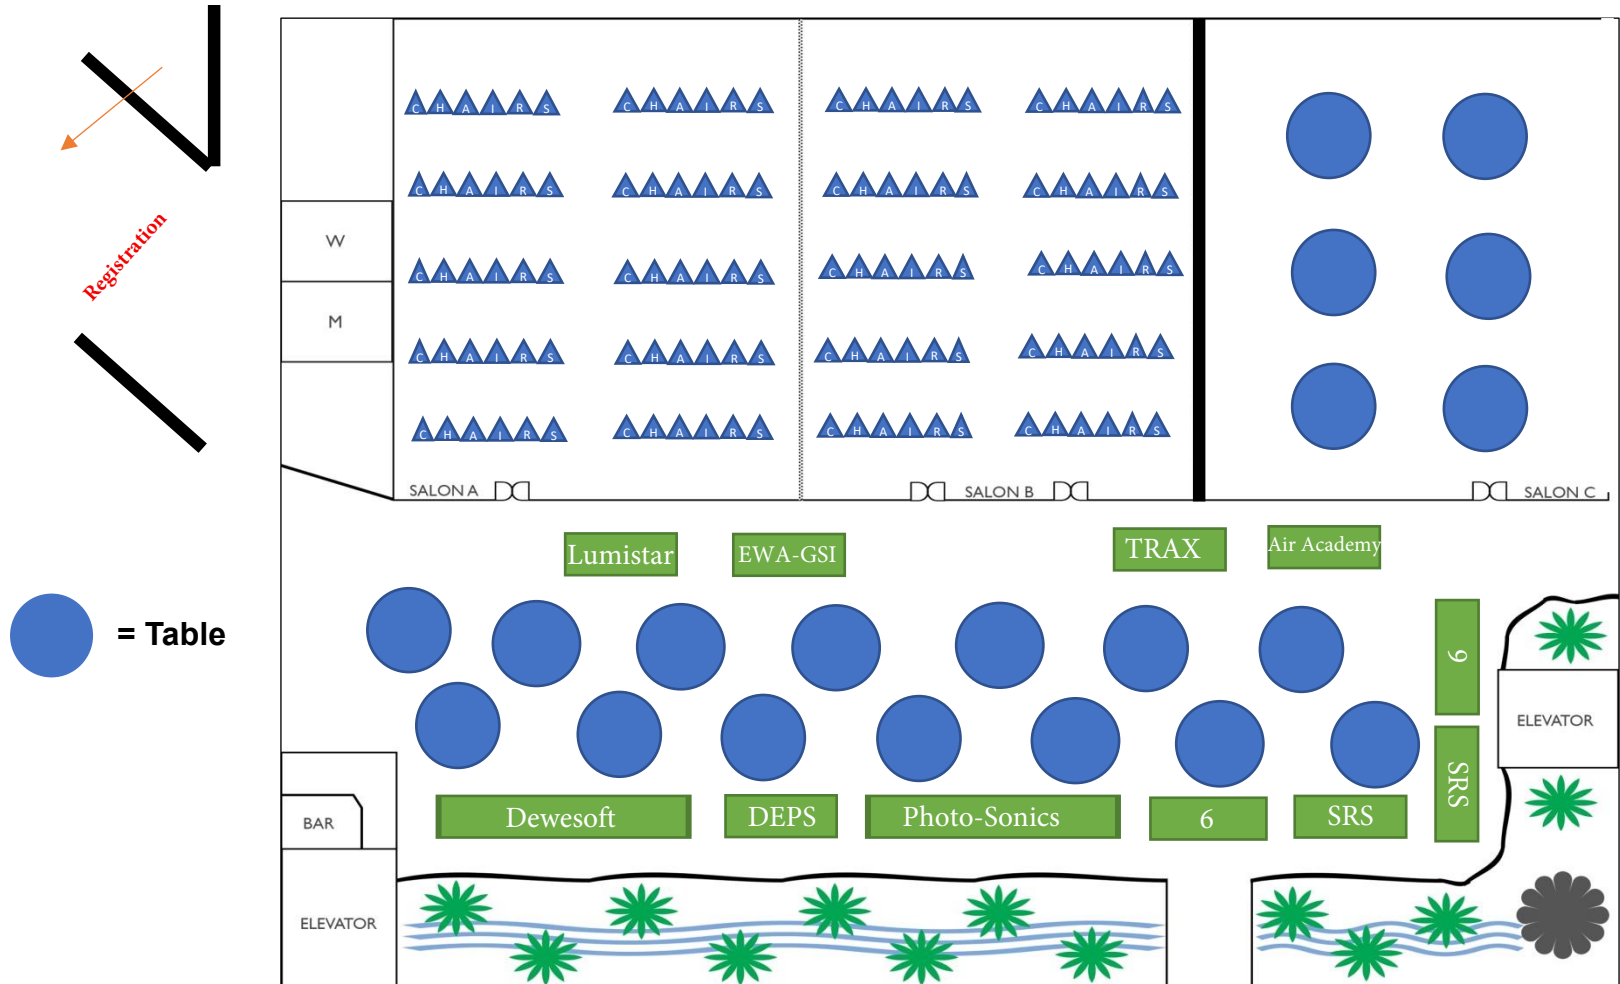 C H A I R S
C H A I R S
C H A I R S
C H A I R S
C H A I R S
C H A I R S
C H A I R S
C H A I R S
Registration
W
C H A I R S
C H A I R S
C H A I R S
C H A I R S
M
C H A I R S
C H A I R S
C H A I R S
C H A I R S
C H A I R S
C H A I R S
C H A I R S
C H A I R S
SALON A
SALON B
SALON C
Lumistar
EWA-GSI
TRAX
Air Academy
= Table
9
ELEVATOR
SRS
BAR
Dewesoft
DEPS
Photo-Sonics
6
SRS
ELEVATOR